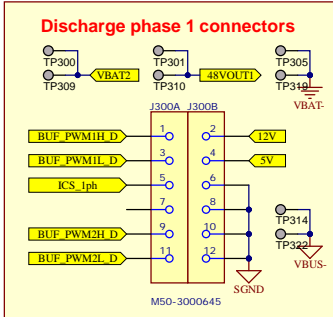 Discharge phase 1 connectors
TP300 TP301 TP305
TP309 VBAT2 TP310 48VOUT1 TP319
VBAT-
J300A J300B
BUF_PWM1H_D 1 2 12V
BUF_PWM1L_D 3 4 5V
ICS_1ph 5 6
7 8 TP314
BUF_PWM2H_D 9 10 TP322
BUF_PWM2L_D 11 12 VBUS-
SGND
M50-3000645